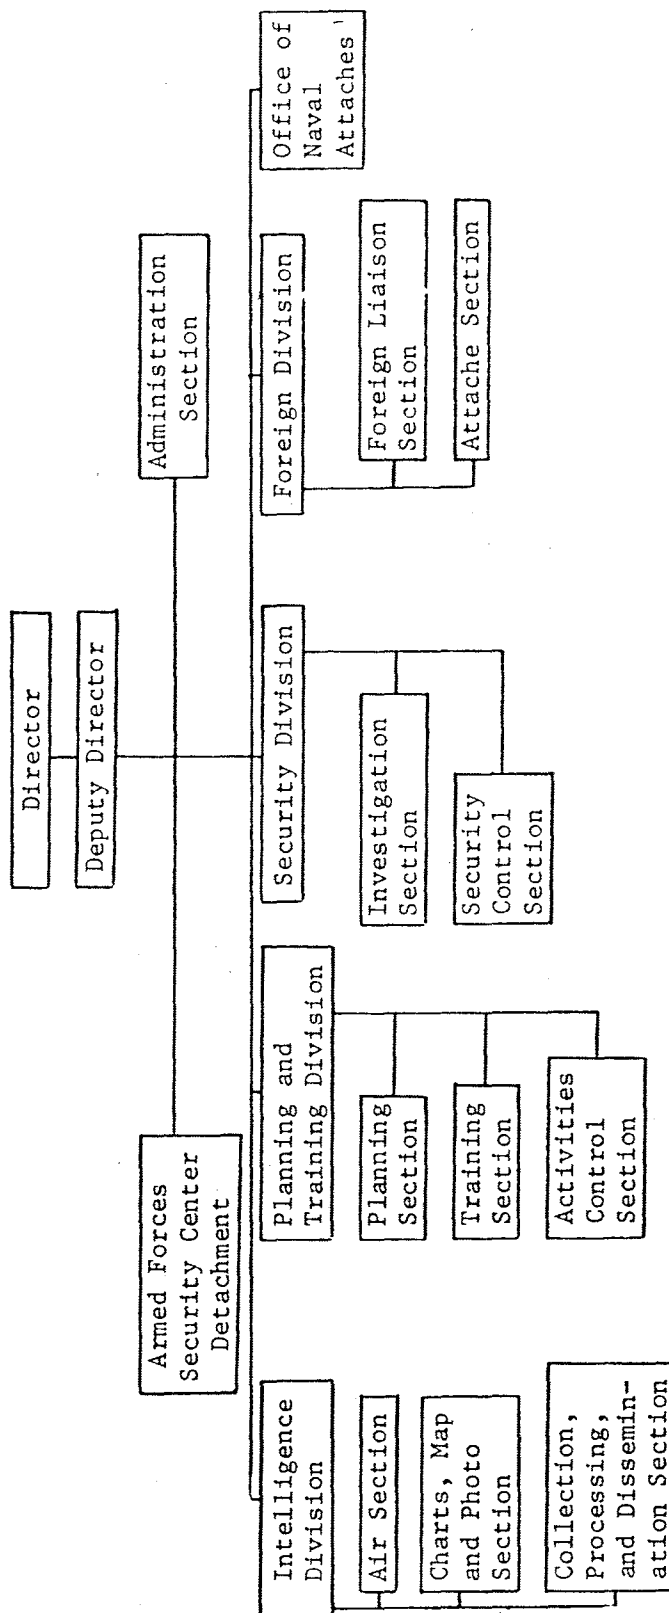 Director
Deputy Director
Armed Forces
Security Center
Detachment
Administration
Section
Intelligence
Division
Air Section
Charts, Map
and Photo
Section
Collection,
Processing,
and Dissemin-
ation Section
Planning and
Training Division
Planning
Section
Training
Section
Activities
Control
Section
Security Division
Investigation
Section
Security
Control
Section
Foreign Division
Foreign Liaison
Section
Attache Section
Office of
Naval
Attaches'